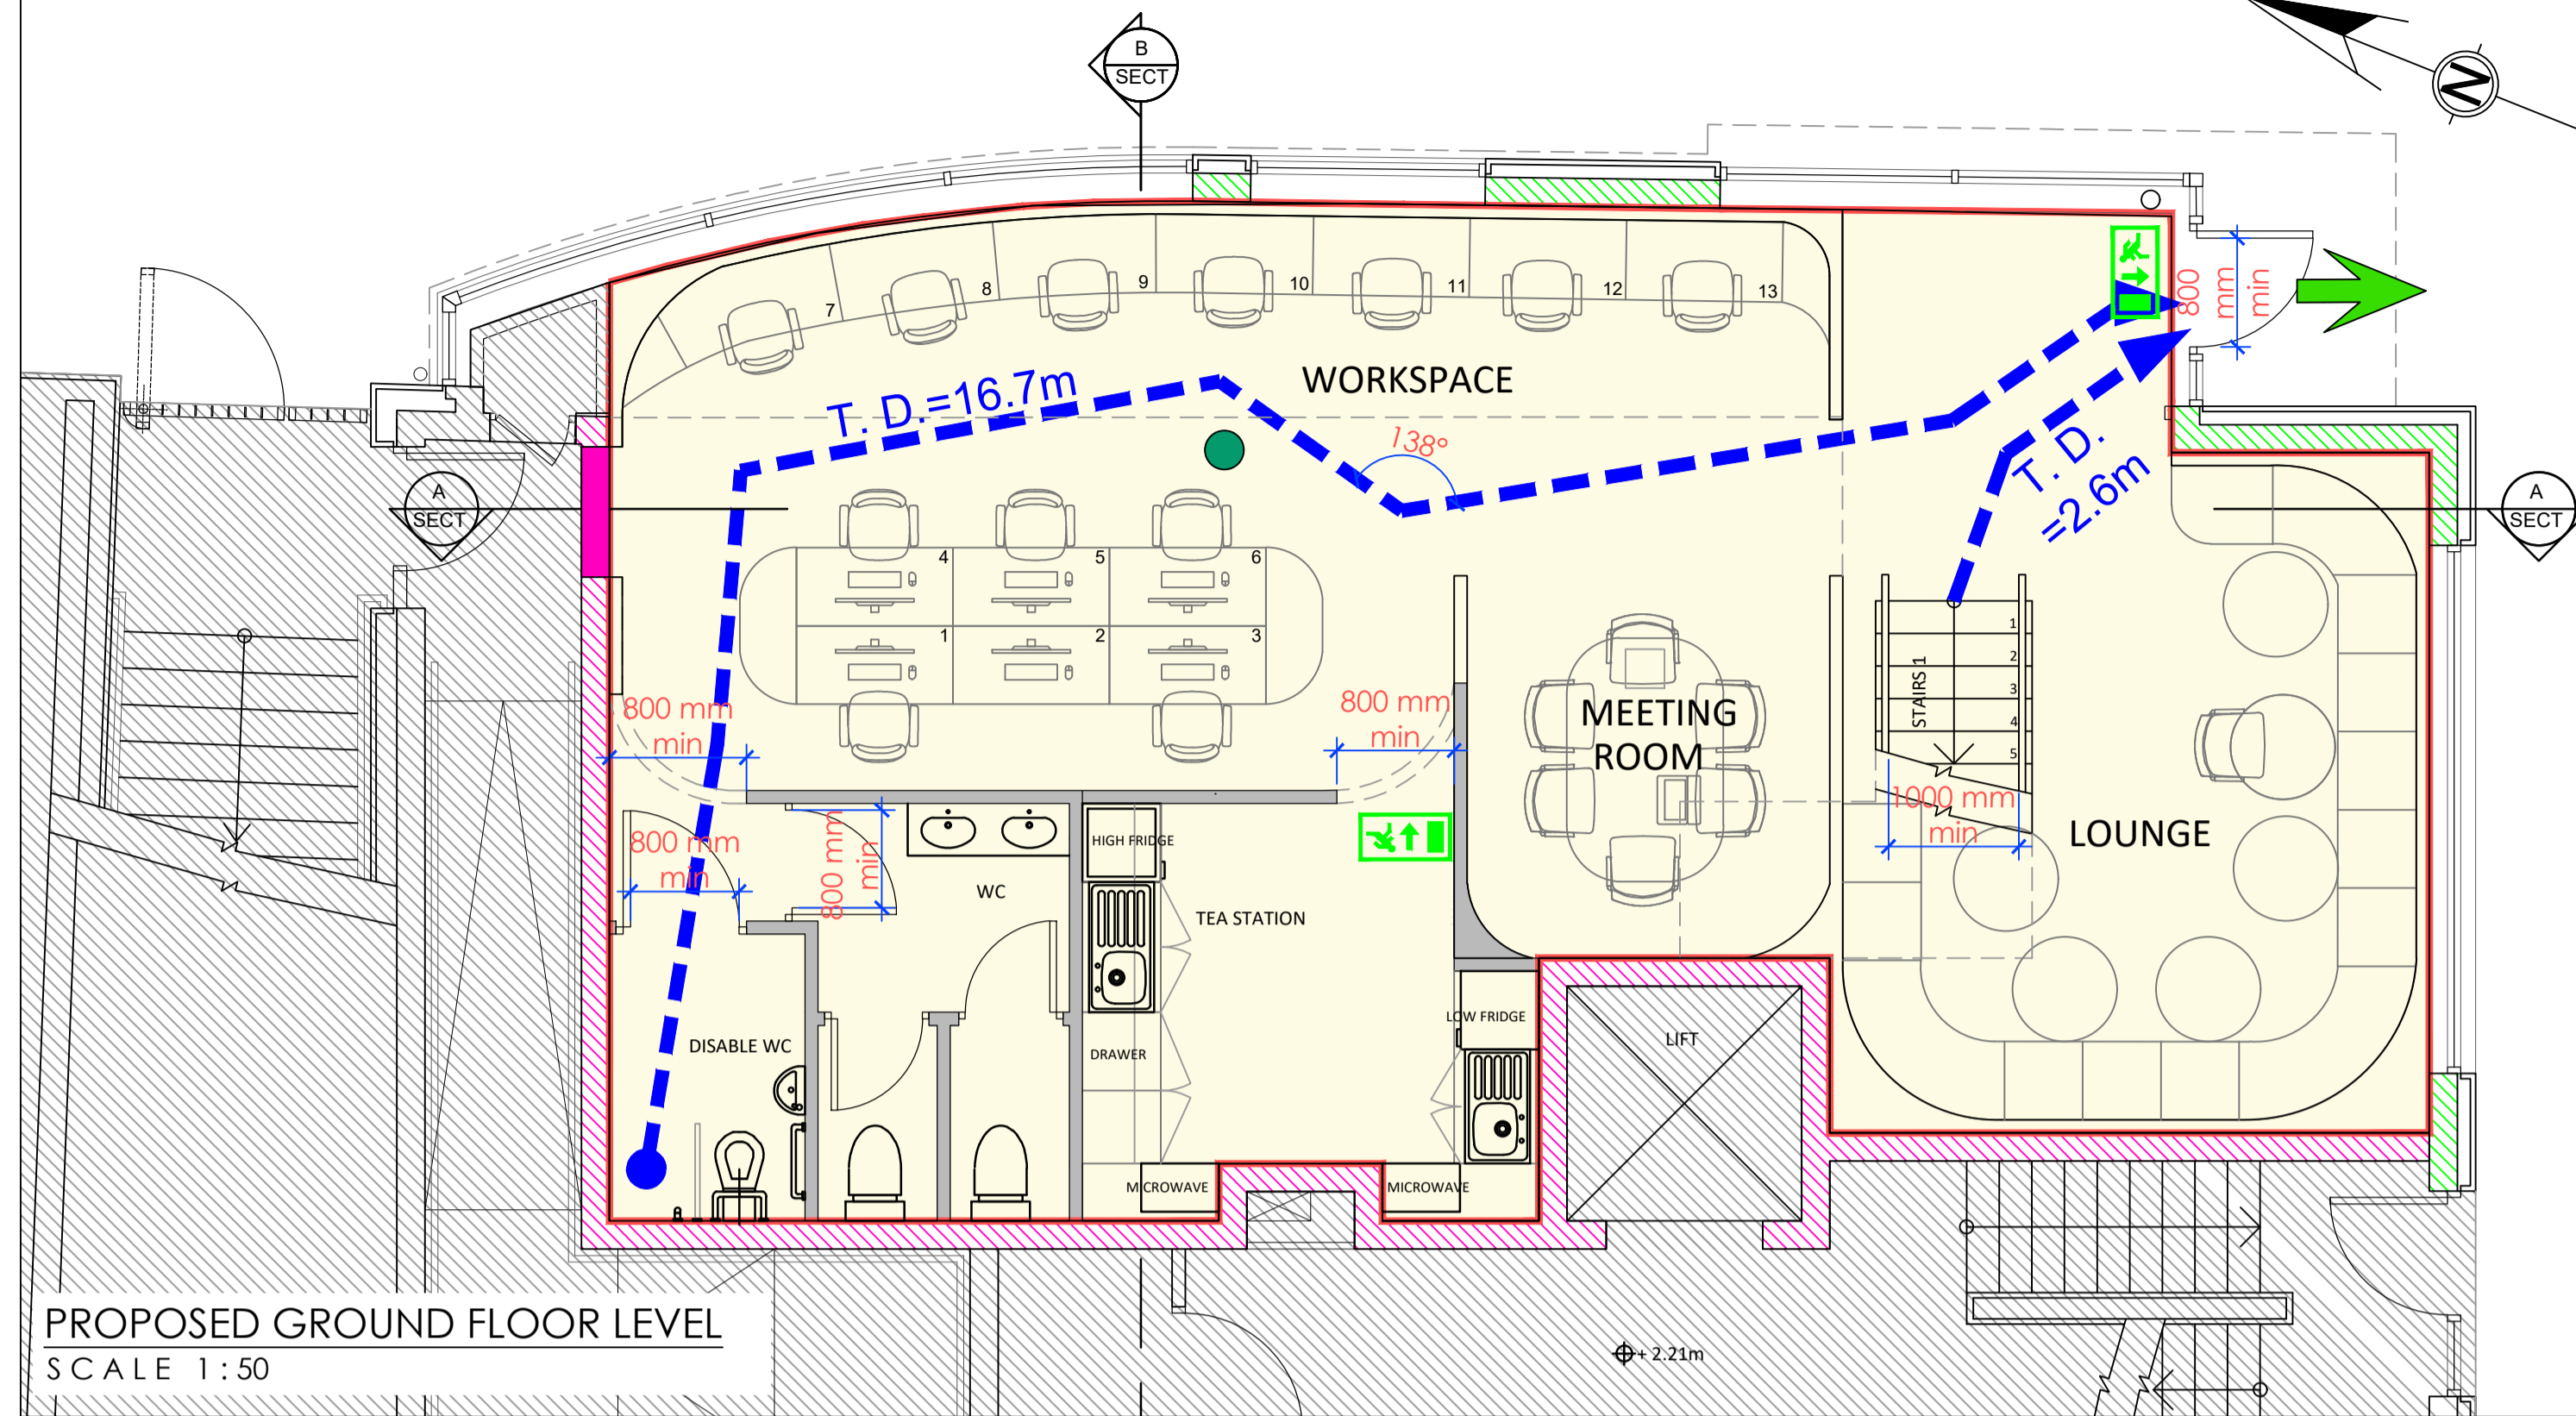 B
SECT
N
7
8
9
10
11
12
13
800
mm
min
WORKSPACE
T. D.=16.7m
138°
T. D.
=2.6m
A
SECT
A
SECT
4
5
6
1
2
3
1
2
3
4
5
STAIRS 1
800 mm
min
800 mm
min
MEETING
ROOM
1000 mm
min
LOUNGE
800 mm
min
800 mm
min
HIGH FRIDGE
WC
TEA STATION
LOW FRIDGE
DISABLE WC
DRAWER
LIFT
MICROWAVE
MICROWAVE
PROPOSED GROUND FLOOR LEVEL
SCALE 1:50
+ 2.21m